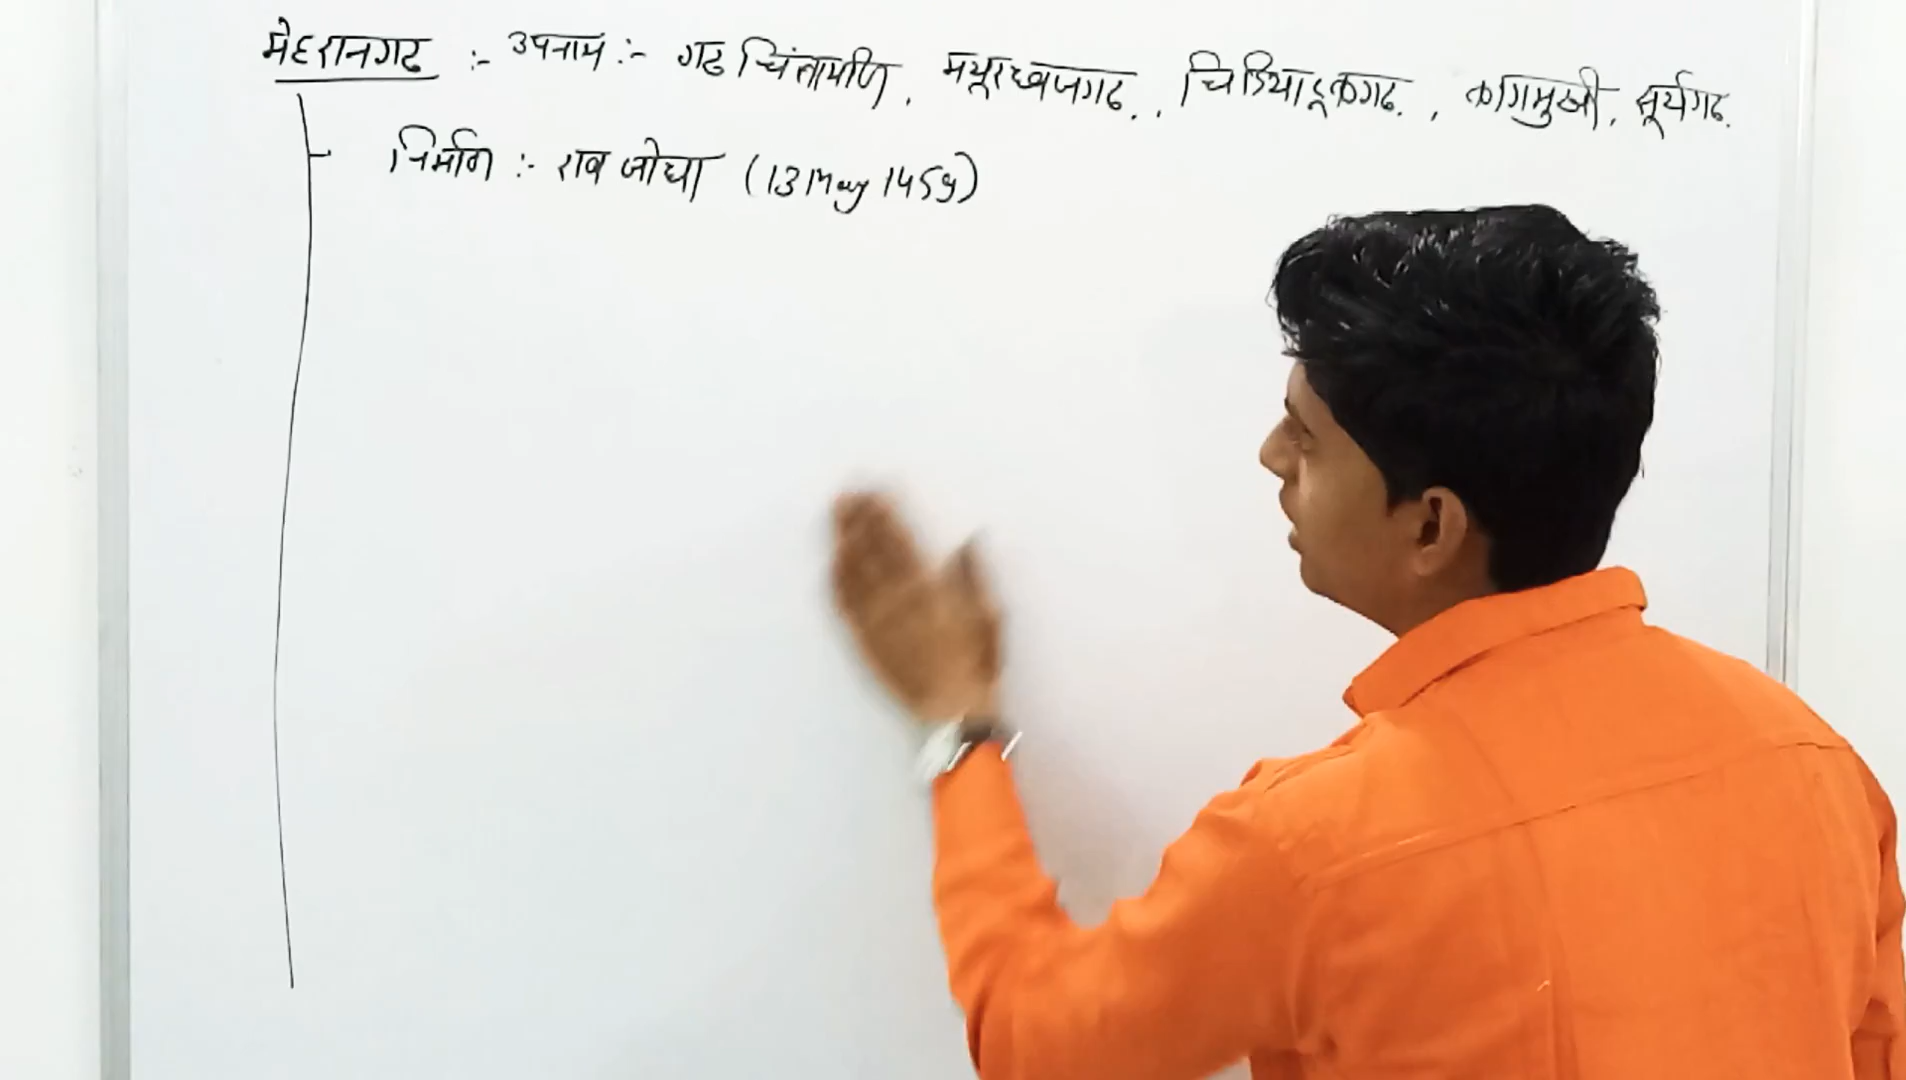 मेहरानगढ :- उपनाम :- गढ चिंतामणि, मयूरध्वजगढ, चिडियाटूकगढ, कागमुखी, सूर्यगढ.
निर्माण :- राव जोधा (13 May 1459)